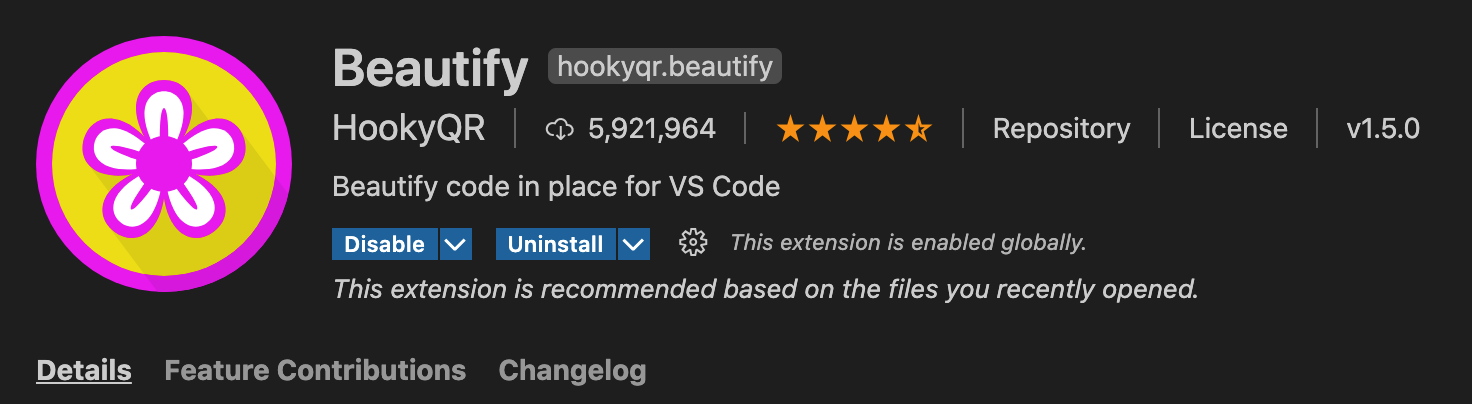 Beautify hookyqr.beautify
HookyQR 5,921,964 Repository License v1.5.0
Beautify code in place for VS Code
Disable Uninstall This extension is enabled globally.
This extension is recommended based on the files you recently opened.
Details Feature Contributions Changelog